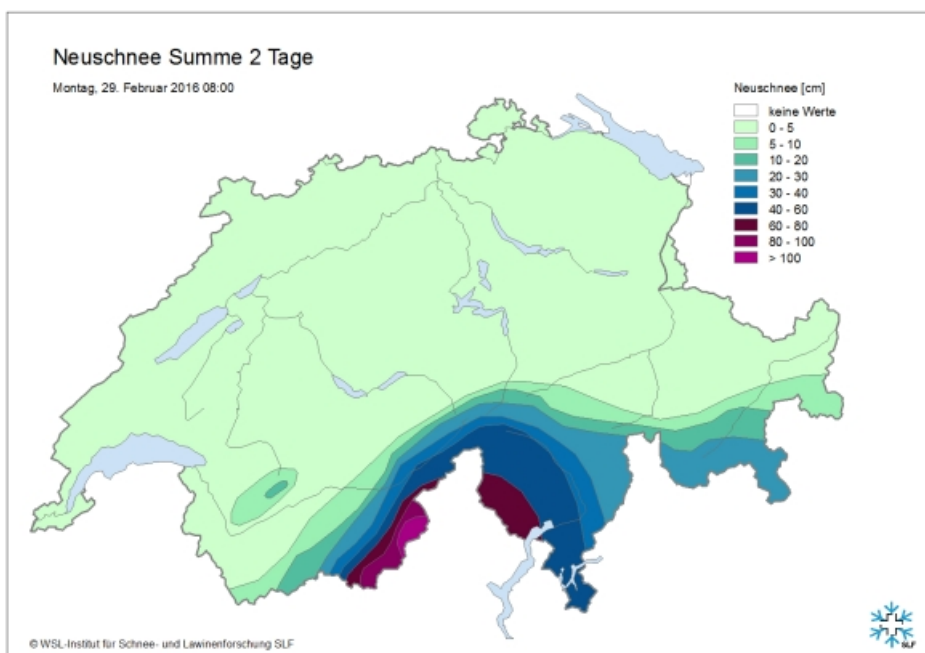 Neuschnee Summe 2 Tage
Montag, 29. Februar 2016 08:00
Neuschnee [cm]
keine Werte
0 - 5
5 - 10
10 - 20
20 - 30
30 - 40
40 - 60
60 - 80
80 - 100
> 100
© WSL-Institut für Schnee- und Lawinenforschung SLF
SLF